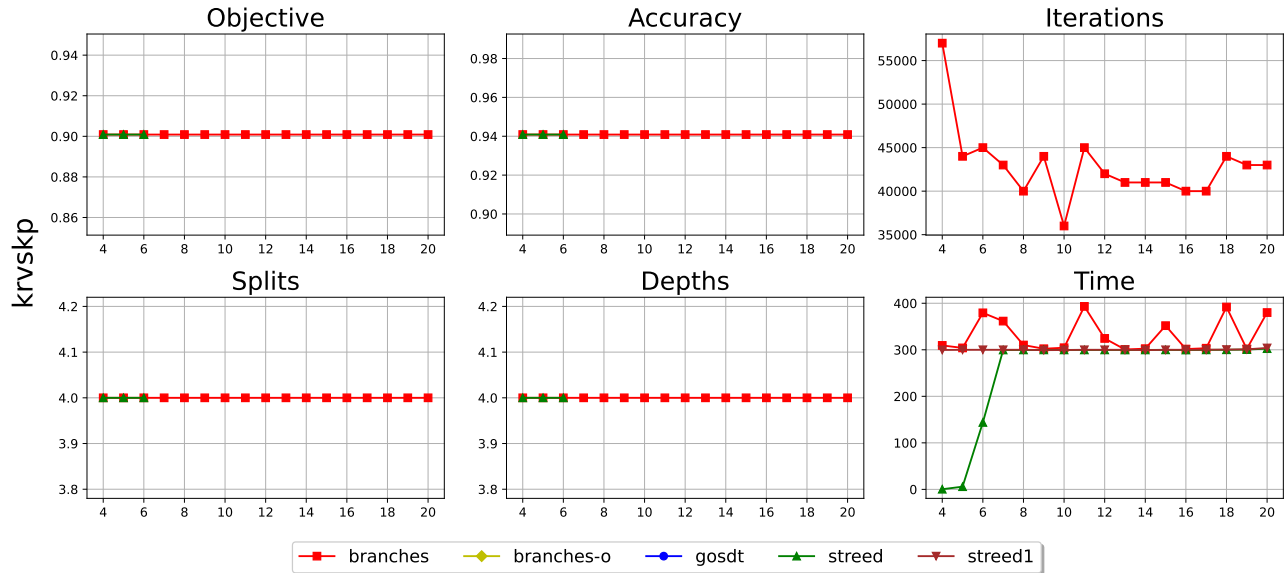 Objective Accuracy Iterations
0.94 0.98 55000
0.92 0.96 50000
0.90 0.94 45000
0.88 0.92 40000
0.86 0.90 35000
4 6 8 10 12 14 16 18 20 4 6 8 10 12 14 16 18 20 4 6 8 10 12 14 16 18 20
krvskp
Splits Depths Time
4.2 4.2 400
4.1 4.1 300
4.0 4.0 200
3.9 3.9 100
3.8 3.8 0
4 6 8 10 12 14 16 18 20 4 6 8 10 12 14 16 18 20 4 6 8 10 12 14 16 18 20
branches branches-o gosdt streed streed1